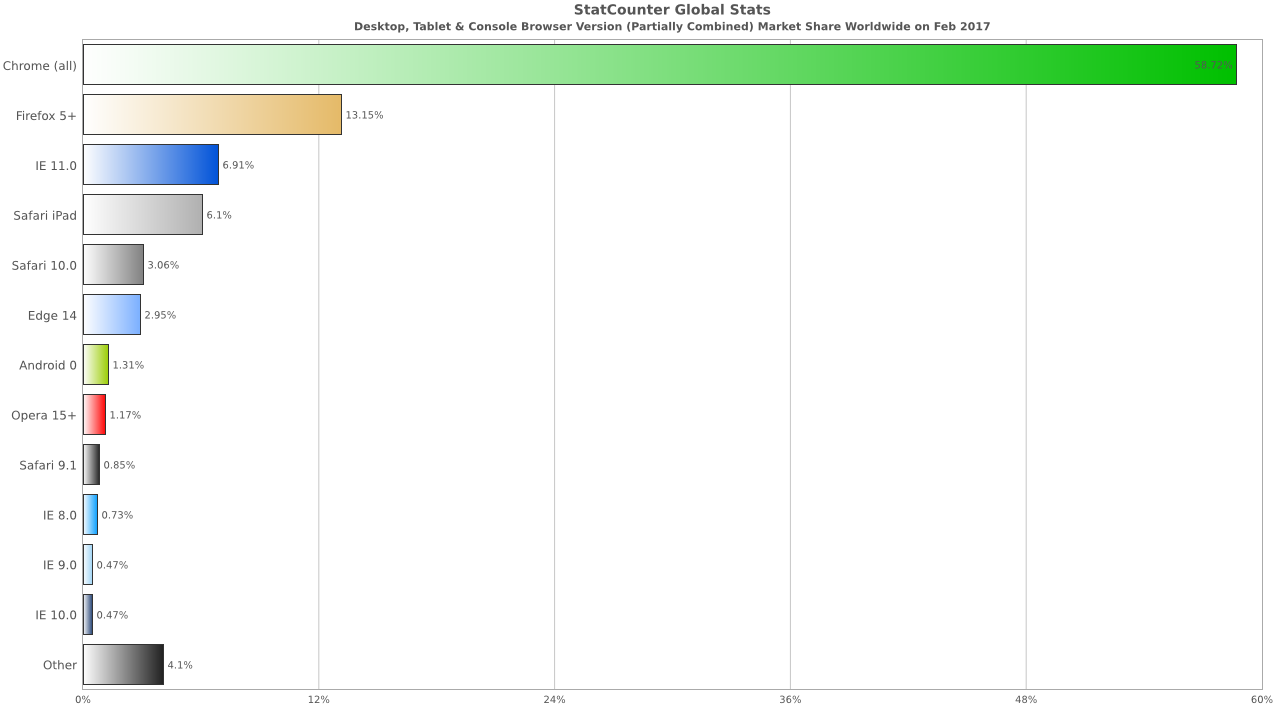 StatCounter Global Stats
Desktop, Tablet & Console Browser Version (Partially Combined) Market Share Worldwide on Feb 2017
Chrome (all) 58.72%
Firefox 5+ 13.15%
IE 11.0 6.91%
Safari iPad 6.1%
Safari 10.0 3.06%
Edge 14 2.95%
Android 0 1.31%
Opera 15+ 1.17%
Safari 9.1 0.85%
IE 8.0 0.73%
IE 9.0 0.47%
IE 10.0 0.47%
Other 4.1%
0% 12% 24% 36% 48% 60%